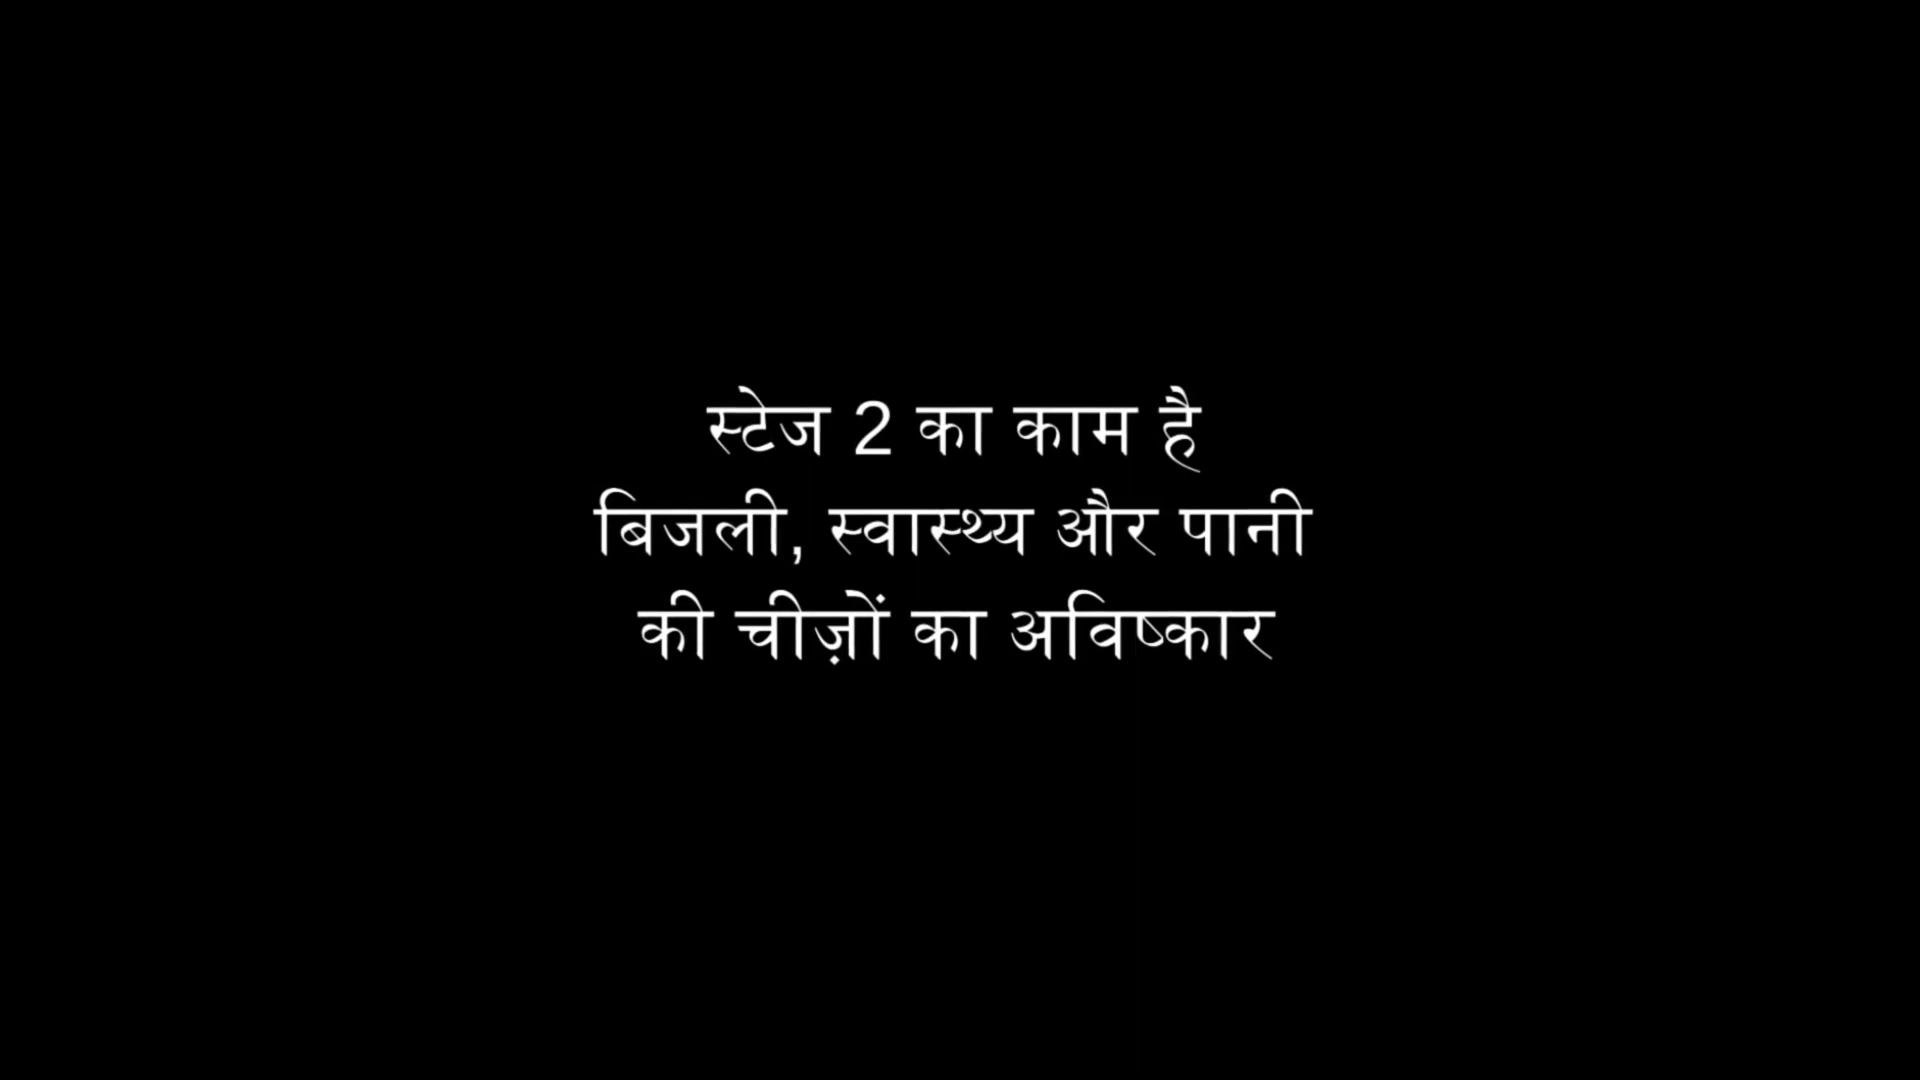 स्टेज 2 का काम है
बिजली, स्वास्थ्य और पानी
की चीज़ों का अविष्कार